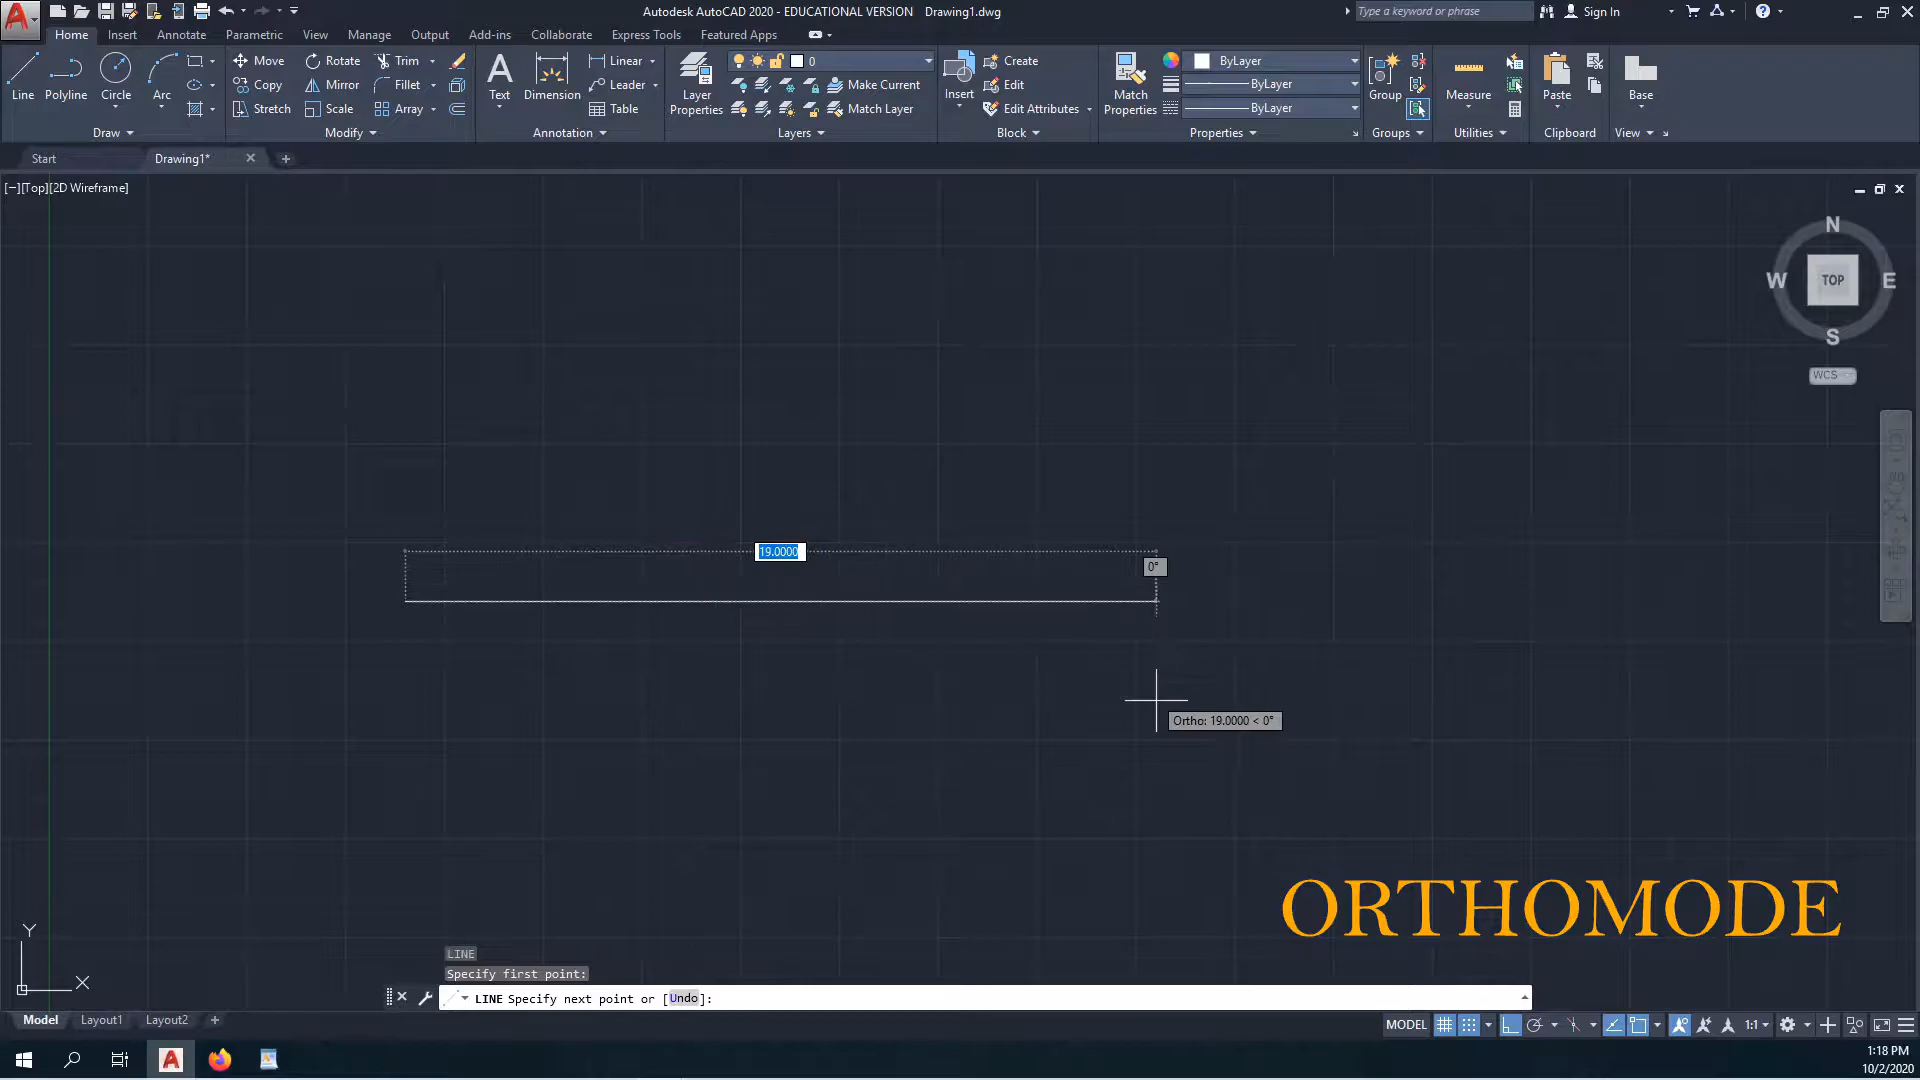 Autodesk AutoCAD 2020 - EDUCATIONAL VERSION Drawing1.dwg
Type a keyword or phrase
Sign In
Home Insert Annotate Parametric View Manage Output Add-ins Collaborate Express Tools Featured Apps
Line Polyline Circle Arc
Draw
Move Rotate Trim
Copy Mirror Fillet
Stretch Scale Array
Modify
Text Dimension
Linear
Leader
Table
Annotation
Layer Properties
0
Make Current
Match Layer
Layers
Insert
Create
Edit
Edit Attributes
Block
Match Properties
ByLayer
ByLayer
ByLayer
Properties
Group
Groups
Measure
Utilities
Paste
Clipboard
Base
View
Start Drawing1*
[−][Top][2D Wireframe]
N
W TOP E
S
WCS
19.0000
0°
Ortho: 19.0000 < 0°
ORTHOMODE
Y
X
LINE
Specify first point:
LINE Specify next point or [Undo]:
Model Layout1 Layout2
MODEL
1:1
1:18 PM
10/2/2020